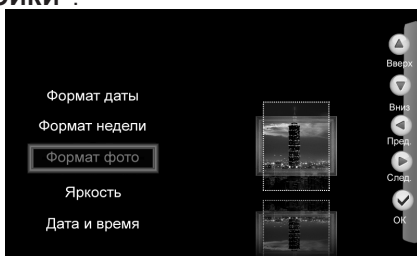 Вверх
Формат даты
Вниз
Формат недели
Пред.
Формат фото
След.
Яркость
OK
Дата и время